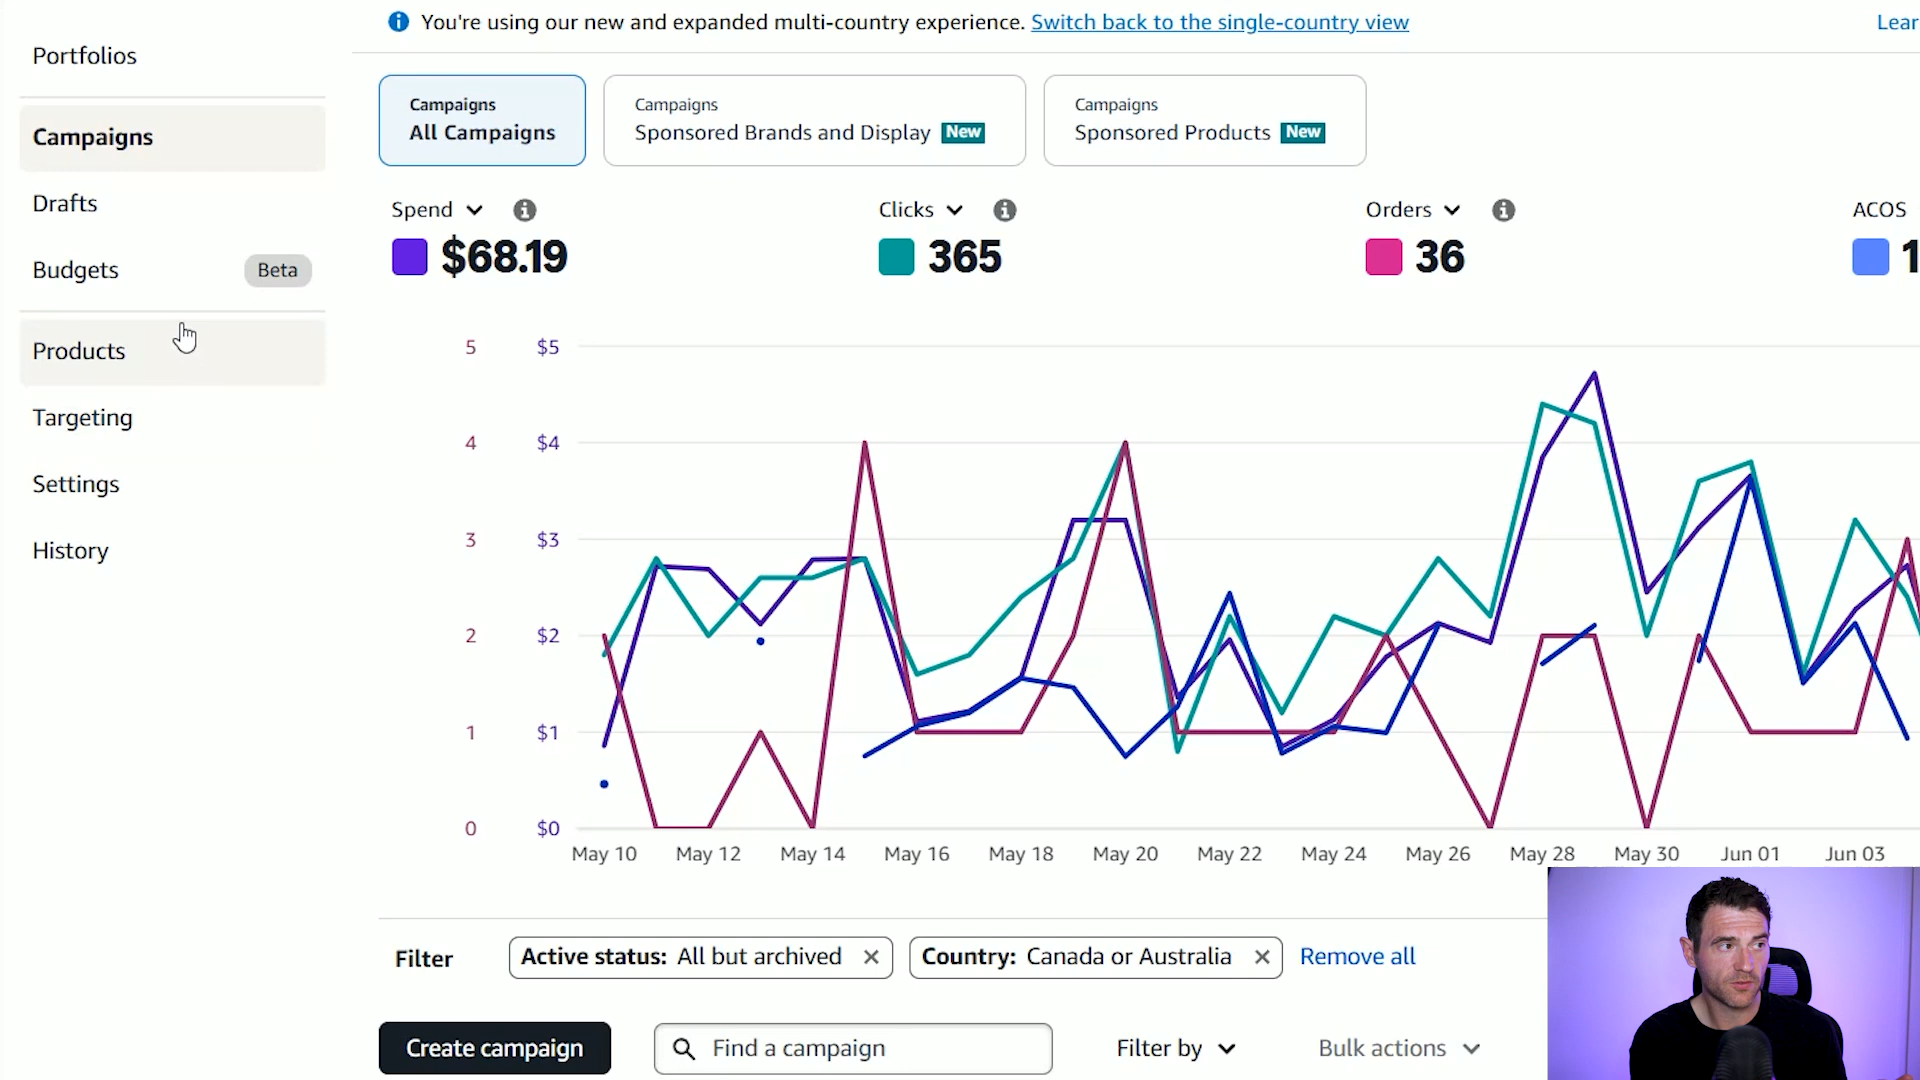 You're using our new and expanded multi-country experience. Switch back to the single-country view
Portfolios
Campaigns
Drafts
Budgets Beta
Products
Targeting
Settings
History
Campaigns
All Campaigns
Campaigns
Sponsored Brands and Display New
Campaigns
Sponsored Products New
Spend
$68.19
Clicks
365
Orders
36
ACOS
1
5 $5
4 $4
3 $3
2 $2
1 $1
0 $0
May 10 May 12 May 14 May 16 May 18 May 20 May 22 May 24 May 26 May 28 May 30 Jun 01 Jun 03
Filter Active status: All but archived Country: Canada or Australia Remove all
Create campaign Find a campaign Filter by Bulk actions